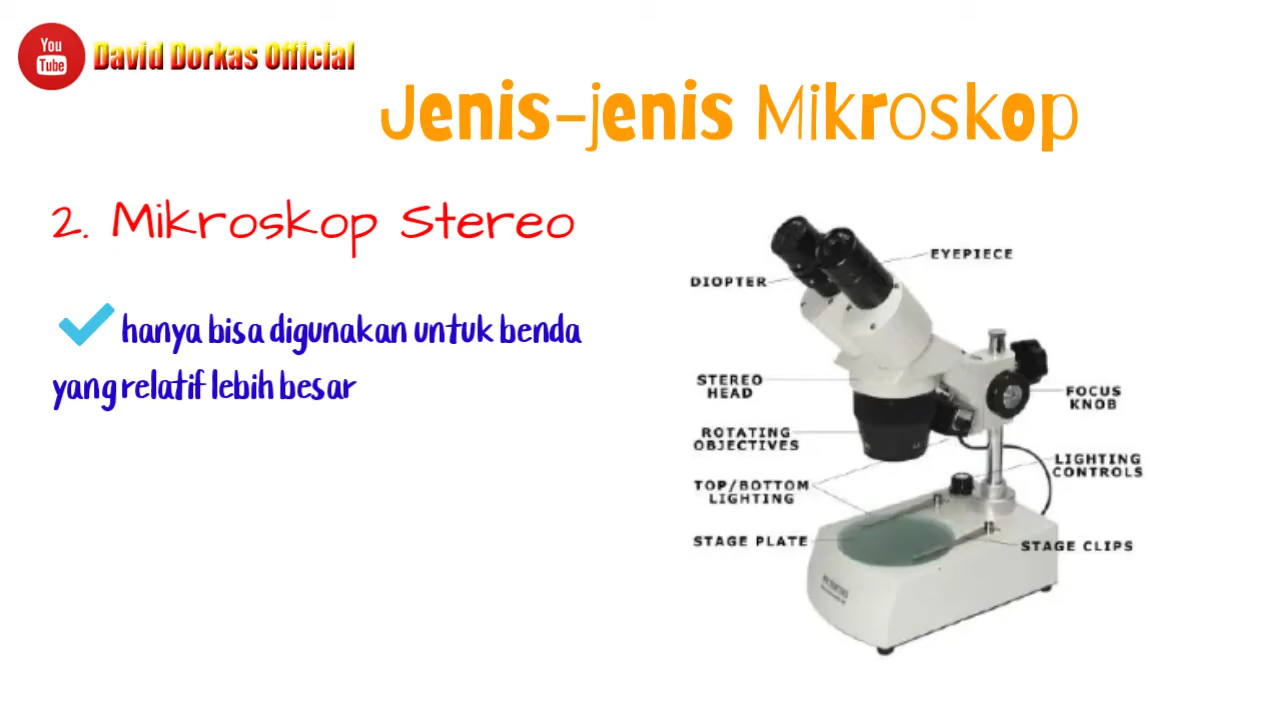 You
Tube
David Dorkas Official
Jenis-jenis Mikroskop
2. Mikroskop Stereo
hanya bisa digunakan untuk benda
yang relatif lebih besar
EYEPIECE
DIOPTER
STEREO
HEAD
FOCUS
KNOB
ROTATING
OBJECTIVES
LIGHTING
CONTROLS
TOP/BOTTOM
LIGHTING
STAGE PLATE
STAGE CLIPS